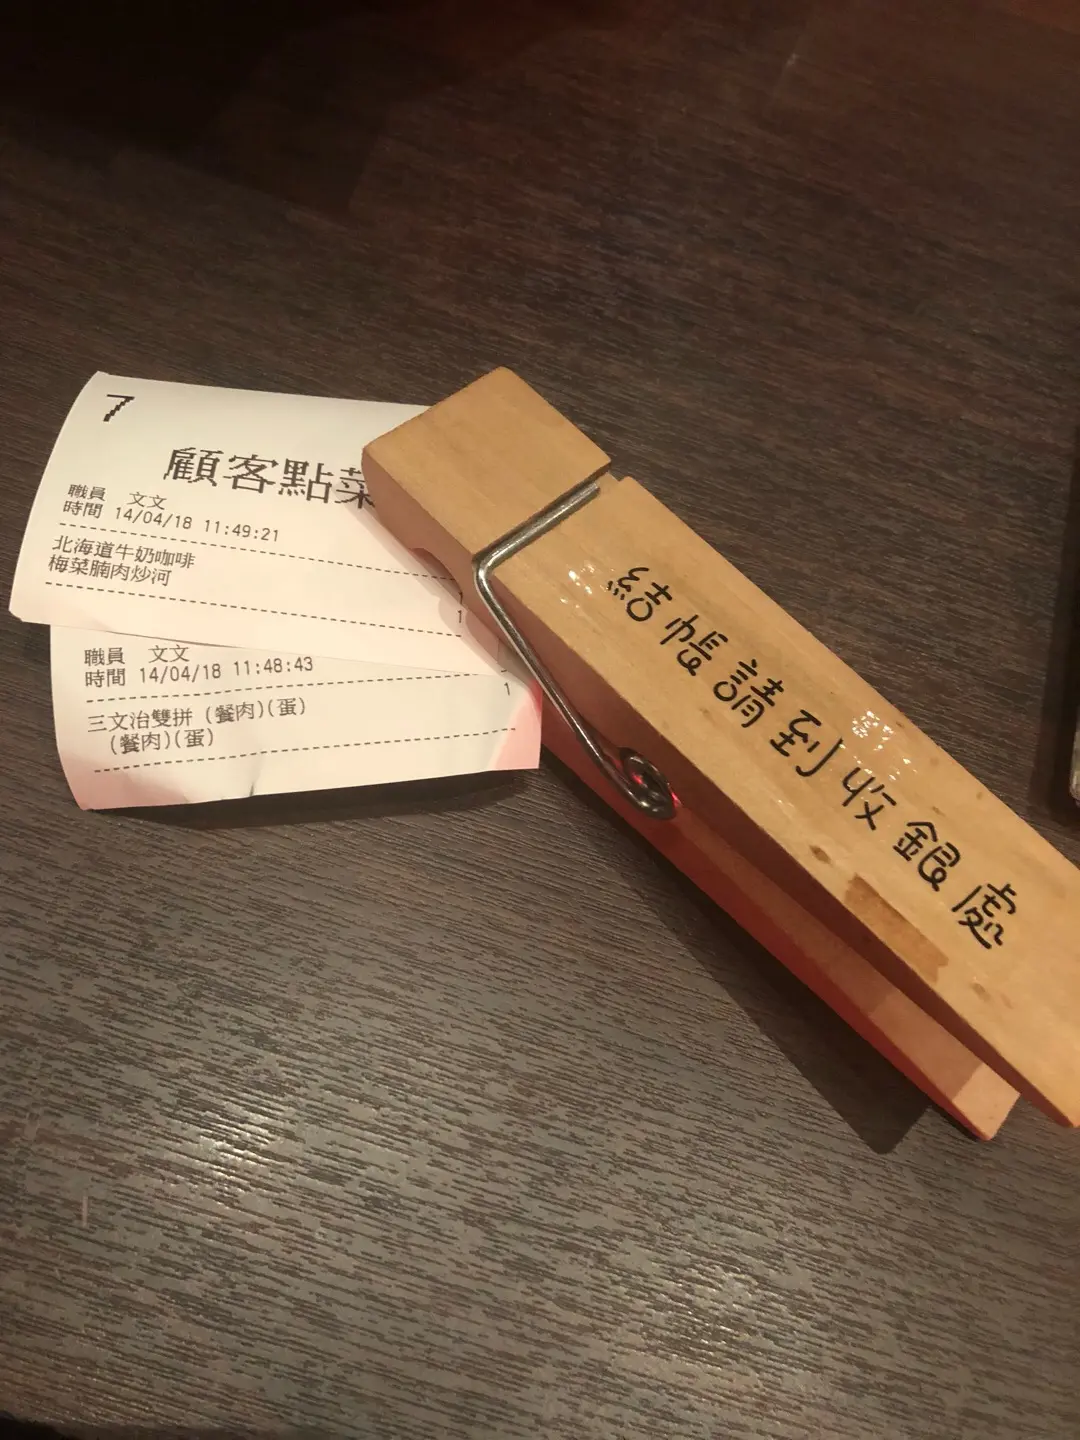 7
顧客點菜
職員 文文
時間 14/04/18 11:49:21
北海道牛奶咖啡 1
梅菜腩肉炒河 1
職員 文文
時間 14/04/18 11:48:43
三文治雙拼 (餐肉)(蛋) 1
(餐肉)(蛋)
結帳請到收銀處